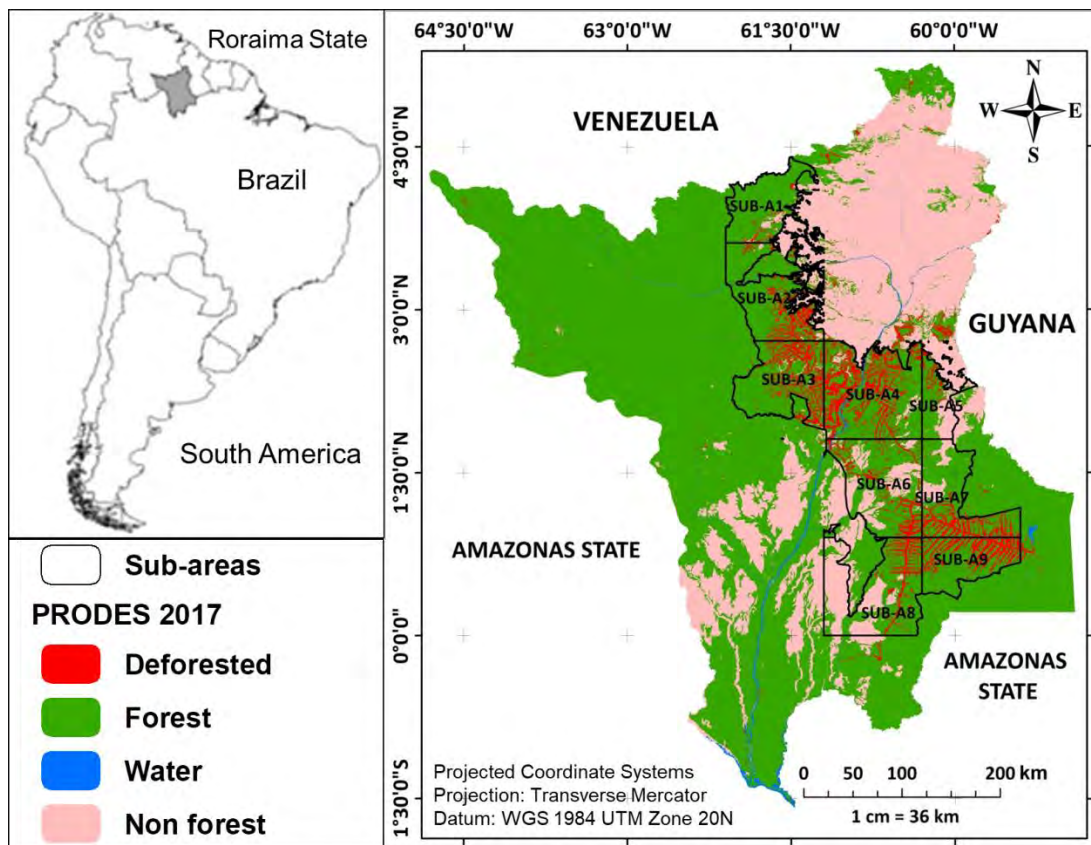 Roraima State
Brazil
South America
Sub-areas
PRODES 2017
Deforested
Forest
Water
Non forest
64°30'0"W 63°0'0"W 61°30'0"W 60°0'0"W
4°30'0"N
3°0'0"N
1°30'0"N
0°0'0"
1°30'0"S
N
W E
S
VENEZUELA
GUYANA
AMAZONAS STATE
AMAZONAS
STATE
SUB-A1
SUB-A2
SUB-A3
SUB-A4
SUB-A5
SUB-A6
SUB-A7
SUB-A9
SUB-A8
Projected Coordinate Systems
Projection: Transverse Mercator
Datum: WGS 1984 UTM Zone 20N
0 50 100 200 km
1 cm = 36 km